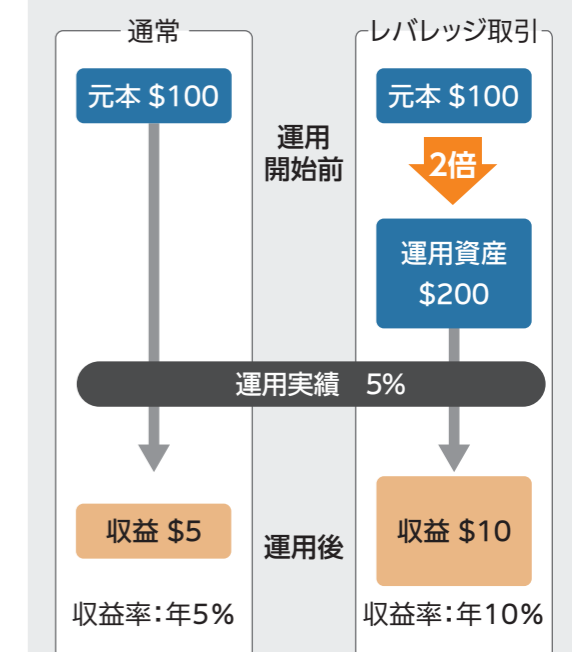 通常
レバレッジ取引
元本 $100
元本 $100
運用
開始前
2倍
運用資産
$200
運用実績 5%
収益 $5
運用後
収益 $10
収益率：年5%
収益率：年10%